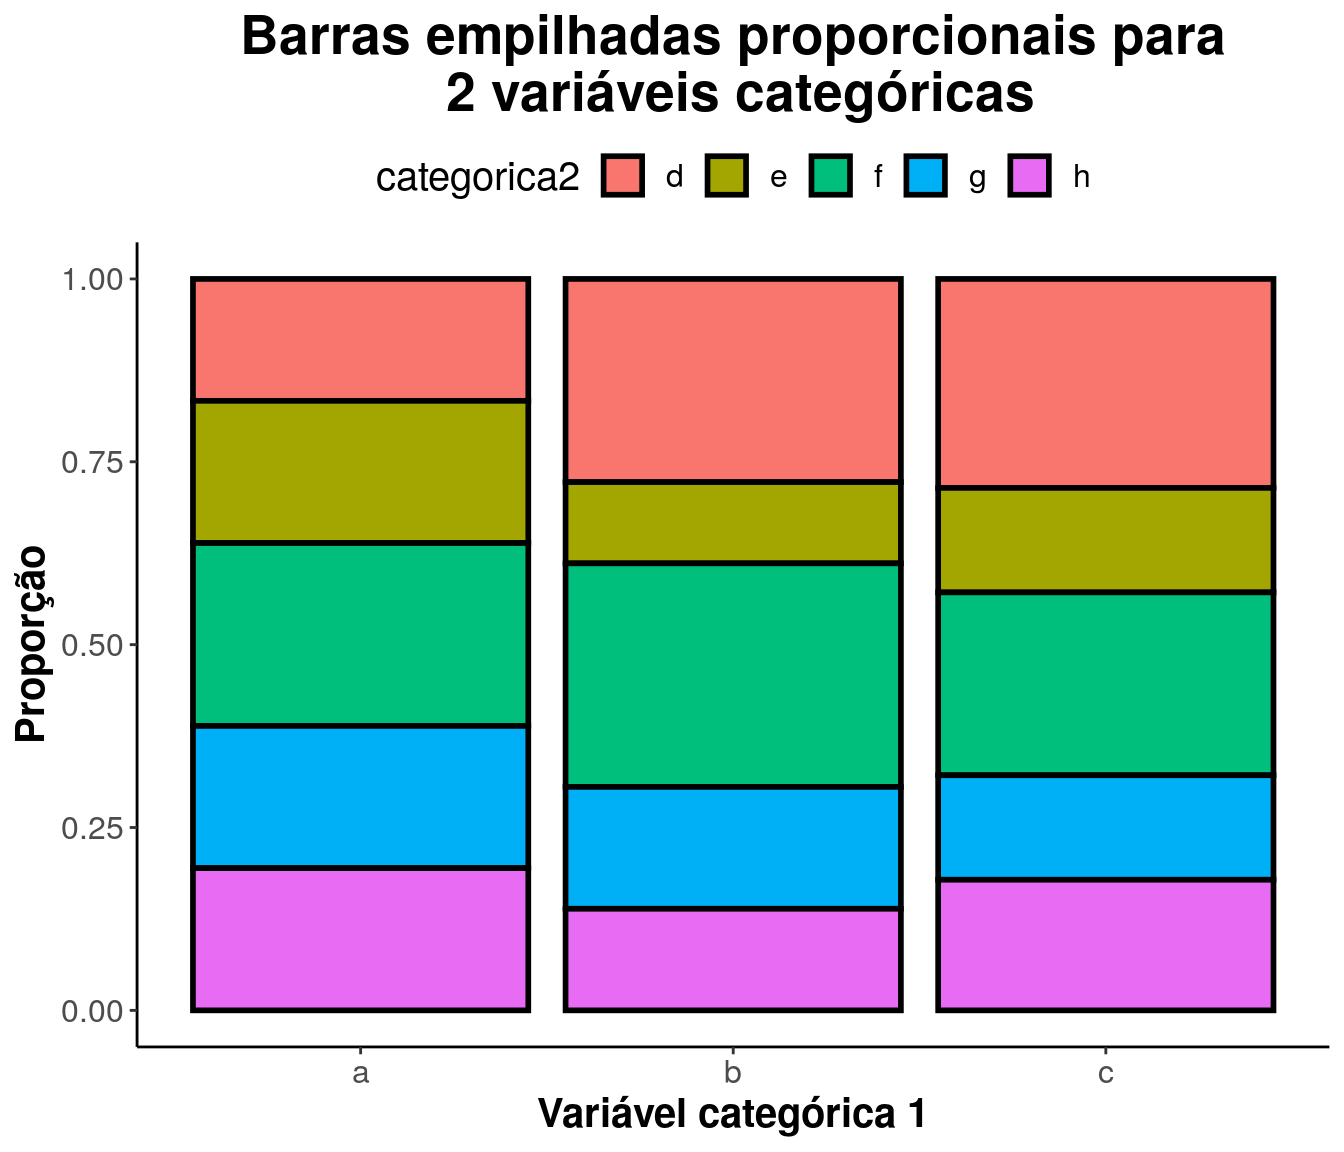 Barras empilhadas proporcionais para
2 variáveis categóricas
categorica2 d e f g h
Proporção
1.00
0.75
0.50
0.25
0.00
a b c
Variável categórica 1